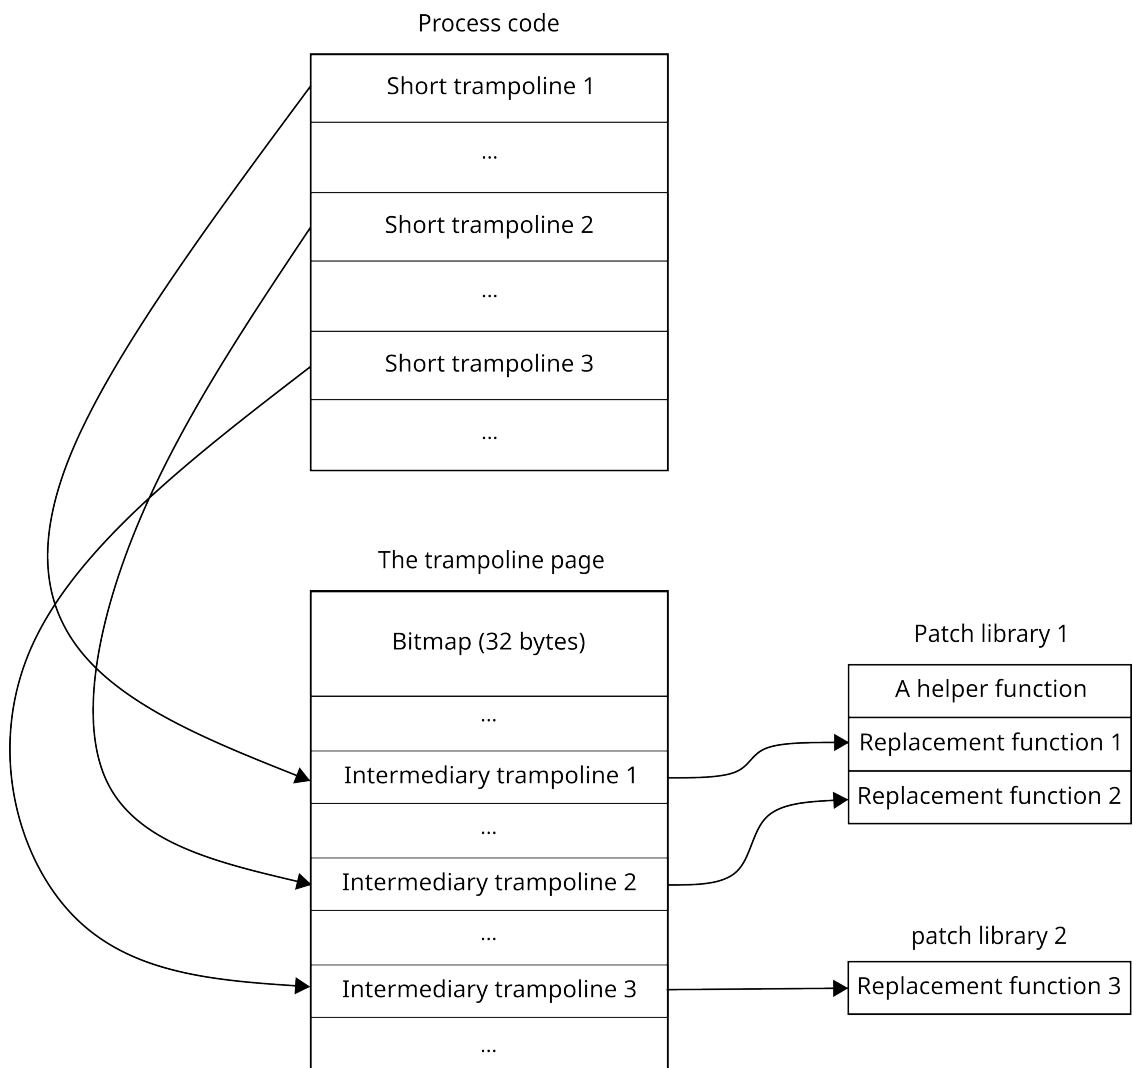 Process code
Short trampoline 1
...
Short trampoline 2
...
Short trampoline 3
...
The trampoline page
Bitmap (32 bytes)
...
Intermediary trampoline 1
...
Intermediary trampoline 2
...
Intermediary trampoline 3
...
Patch library 1
A helper function
Replacement function 1
Replacement function 2
patch library 2
Replacement function 3